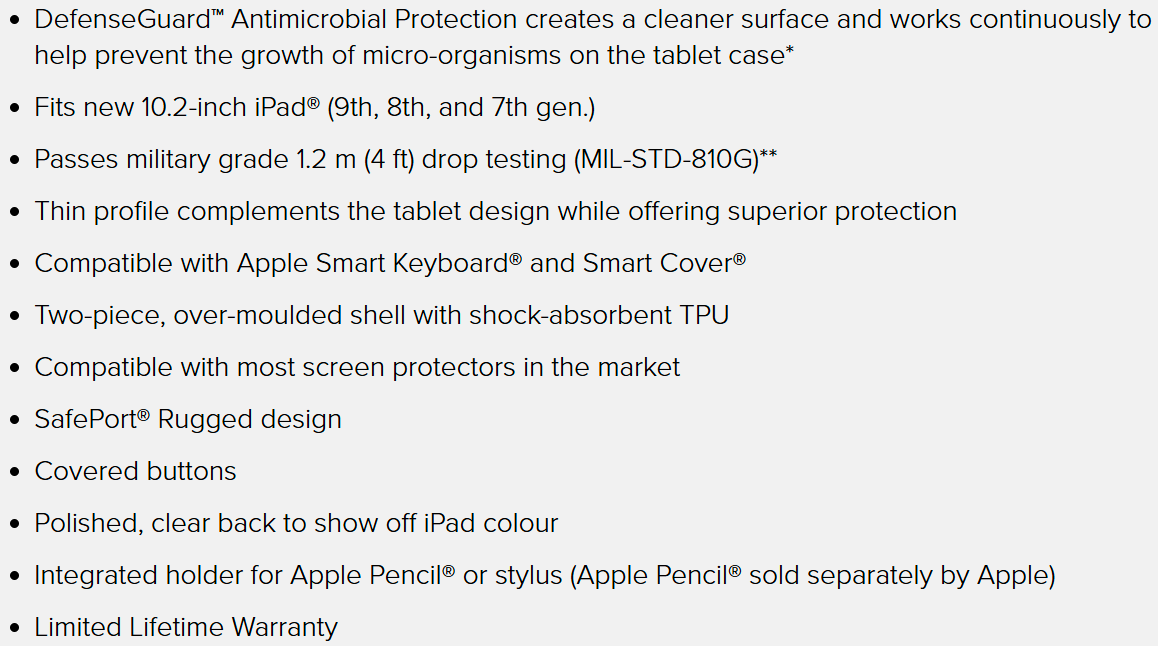 • DefenseGuard™ Antimicrobial Protection creates a cleaner surface and works continuously to
help prevent the growth of micro-organisms on the tablet case*
• Fits new 10.2-inch iPad® (9th, 8th, and 7th gen.)
• Passes military grade 1.2 m (4 ft) drop testing (MIL-STD-810G)**
• Thin profile complements the tablet design while offering superior protection
• Compatible with Apple Smart Keyboard® and Smart Cover®
• Two-piece, over-moulded shell with shock-absorbent TPU
• Compatible with most screen protectors in the market
• SafePort® Rugged design
• Covered buttons
• Polished, clear back to show off iPad colour
• Integrated holder for Apple Pencil® or stylus (Apple Pencil® sold separately by Apple)
• Limited Lifetime Warranty